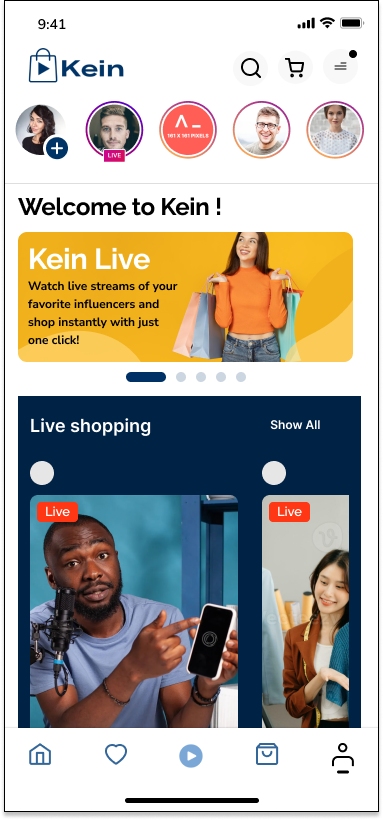 9:41
Kein
161 X 161 PIXELS
LIVE
Welcome to Kein !
Kein Live
Watch live streams of your
favorite influencers and
shop instantly with just
one click!
Live shopping
Show All
Live
Live